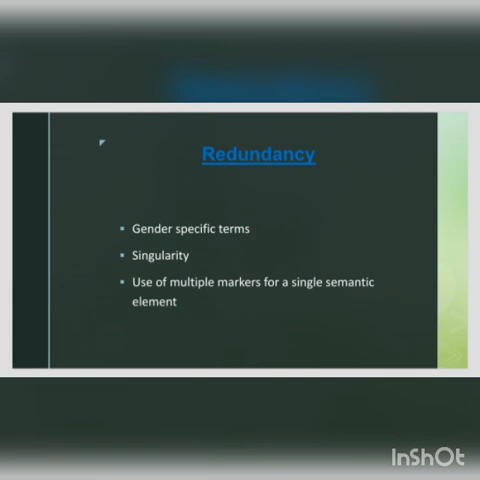 Redundancy
Gender specific terms
Singularity
Use of multiple markers for a single semantic
element
InShOt